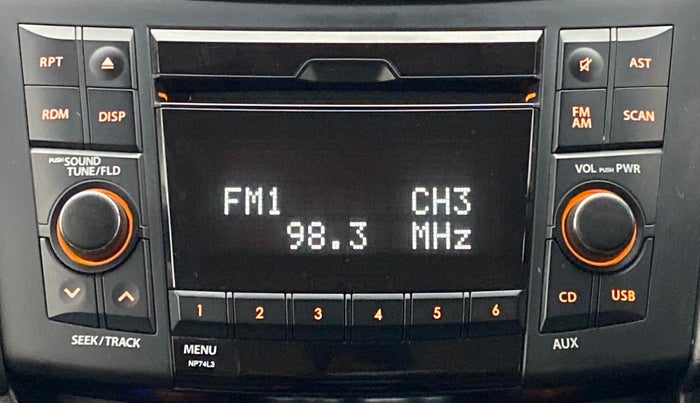 RPT
AST
RDM
DISP
FM
AM
SCAN
PUSH SOUND
TUNE/FLD
VOL PUSH PWR
FM1 CH3
98.3 MHz
CD
USB
1 2 3 4 5 6
SEEK/TRACK
MENU
AUX
NP74L3